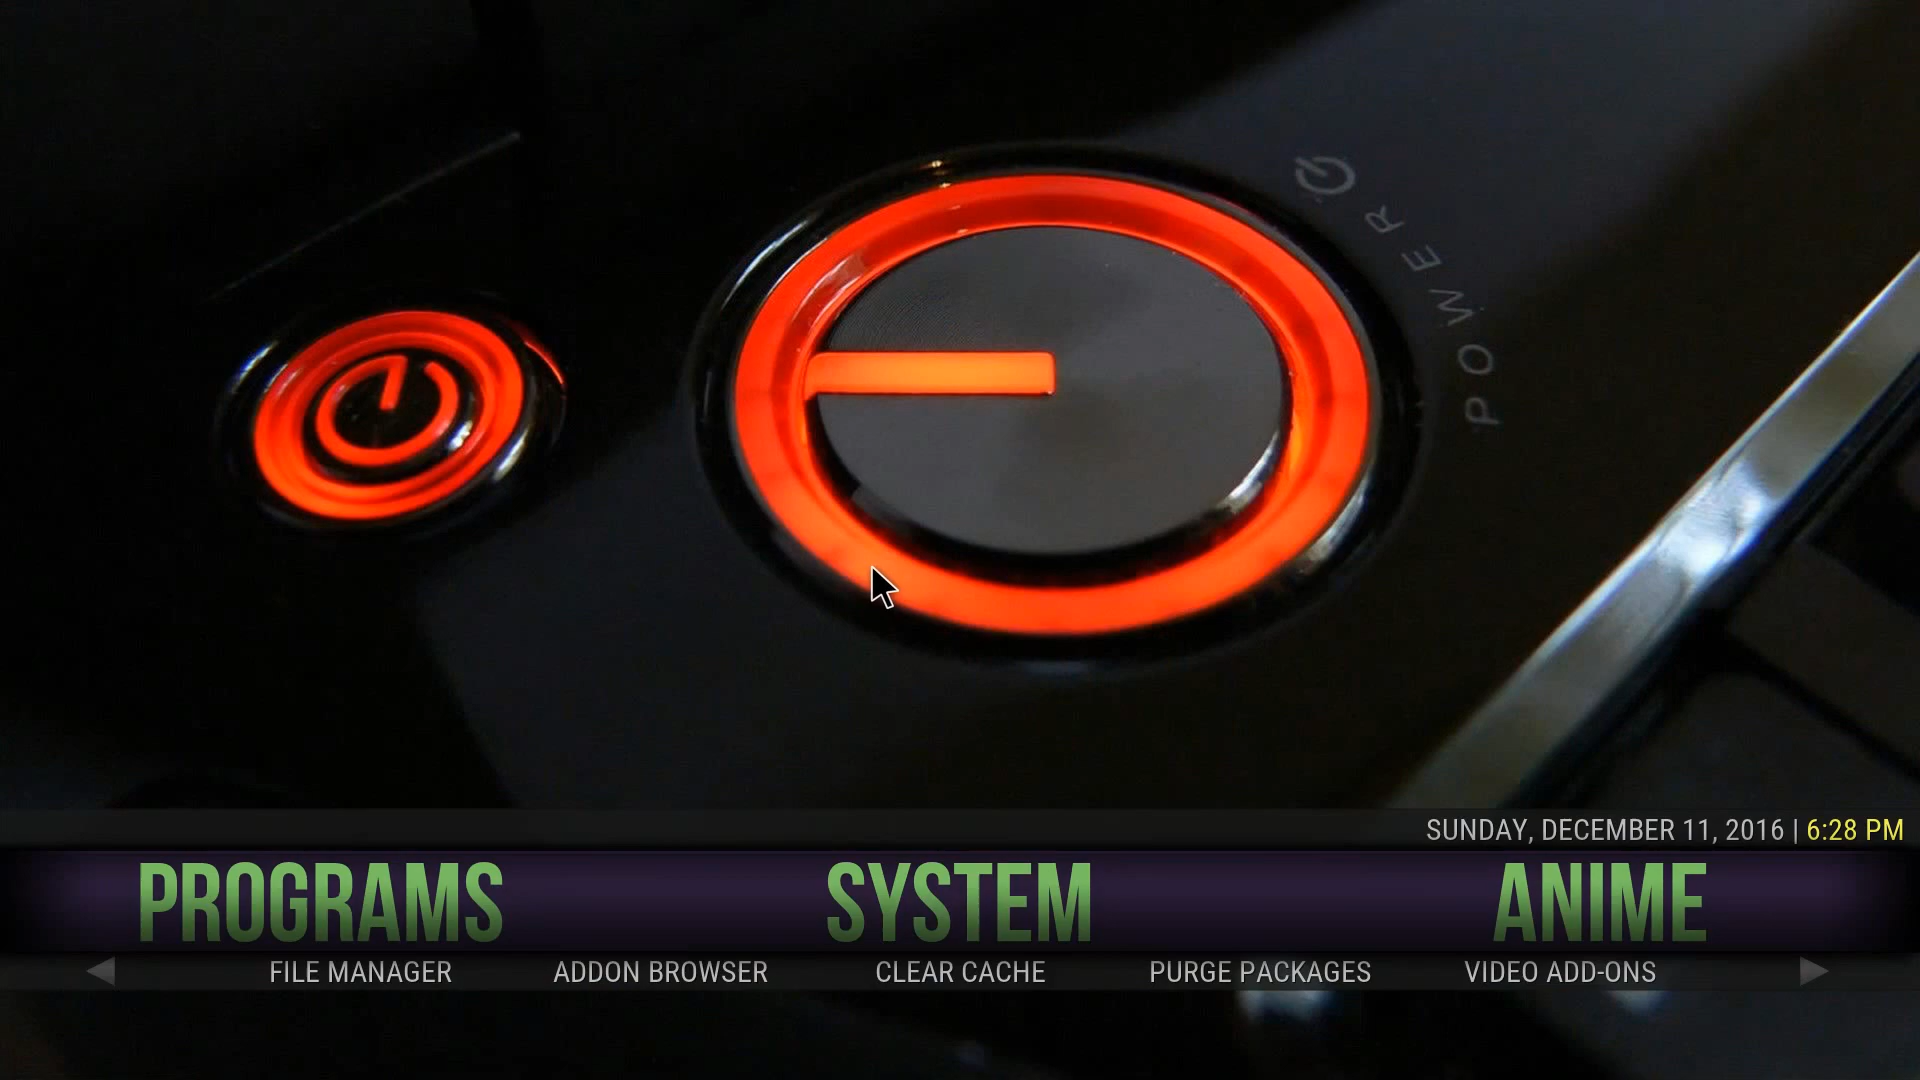 POWER
SUNDAY, DECEMBER 11, 2016 | 6:28 PM
PROGRAMS SYSTEM ANIME
FILE MANAGER ADDON BROWSER CLEAR CACHE PURGE PACKAGES VIDEO ADD-ONS